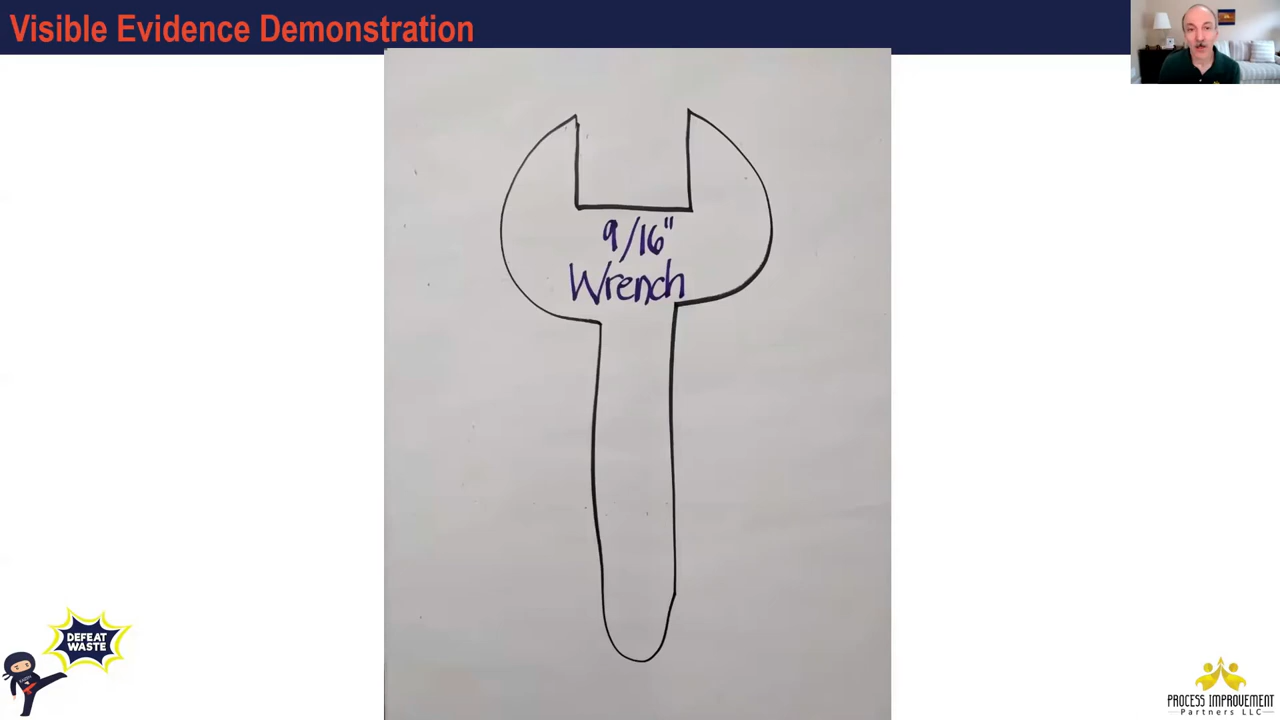 Visible Evidence Demonstration
9/16"
Wrench
DEFEAT
WASTE
PROCESS IMPROVEMENT
Partners LLC